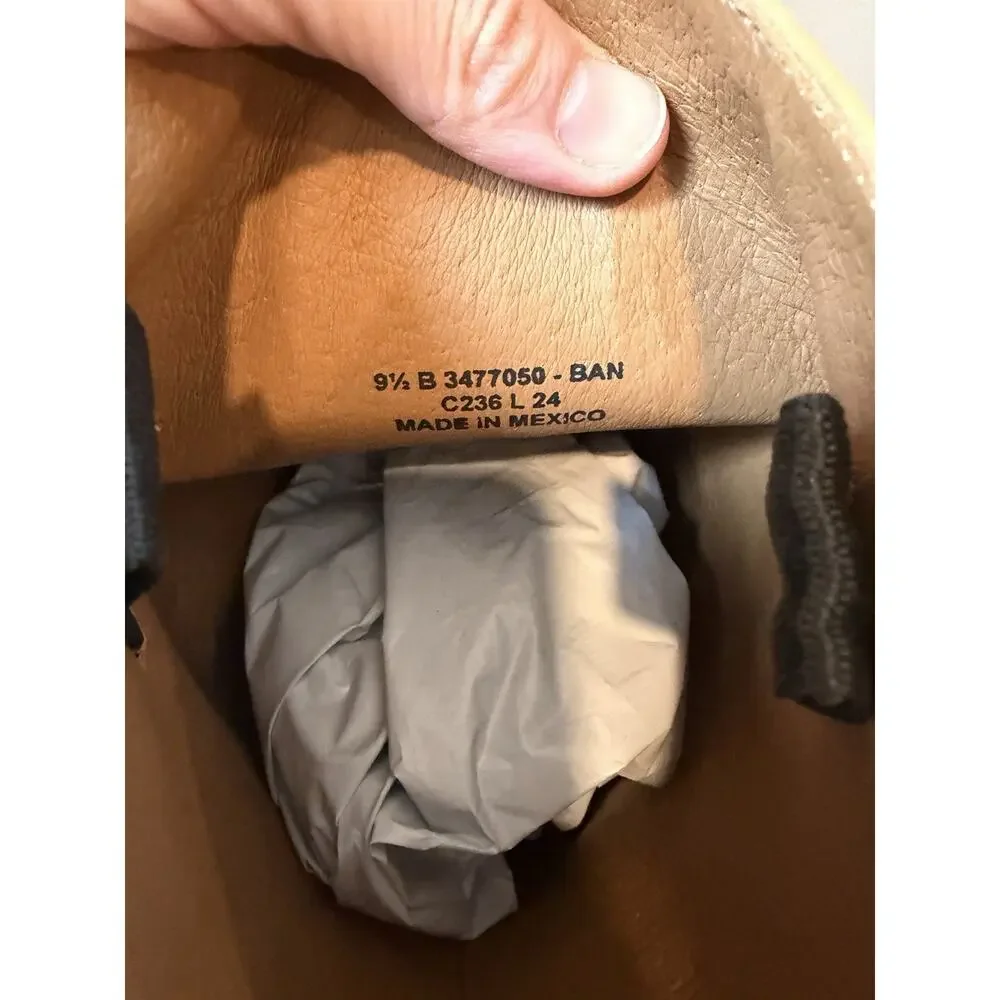 9½ B 3477050 - BAN
C236 L 24
MADE IN MEXICO